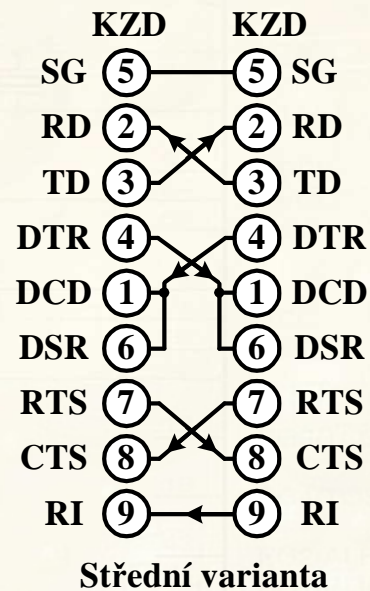 KZD KZD
SG 5 5 SG
RD 2 2 RD
TD 3 3 TD
DTR 4 4 DTR
DCD 1 1 DCD
DSR 6 6 DSR
RTS 7 7 RTS
CTS 8 8 CTS
RI 9 9 RI
Střední varianta